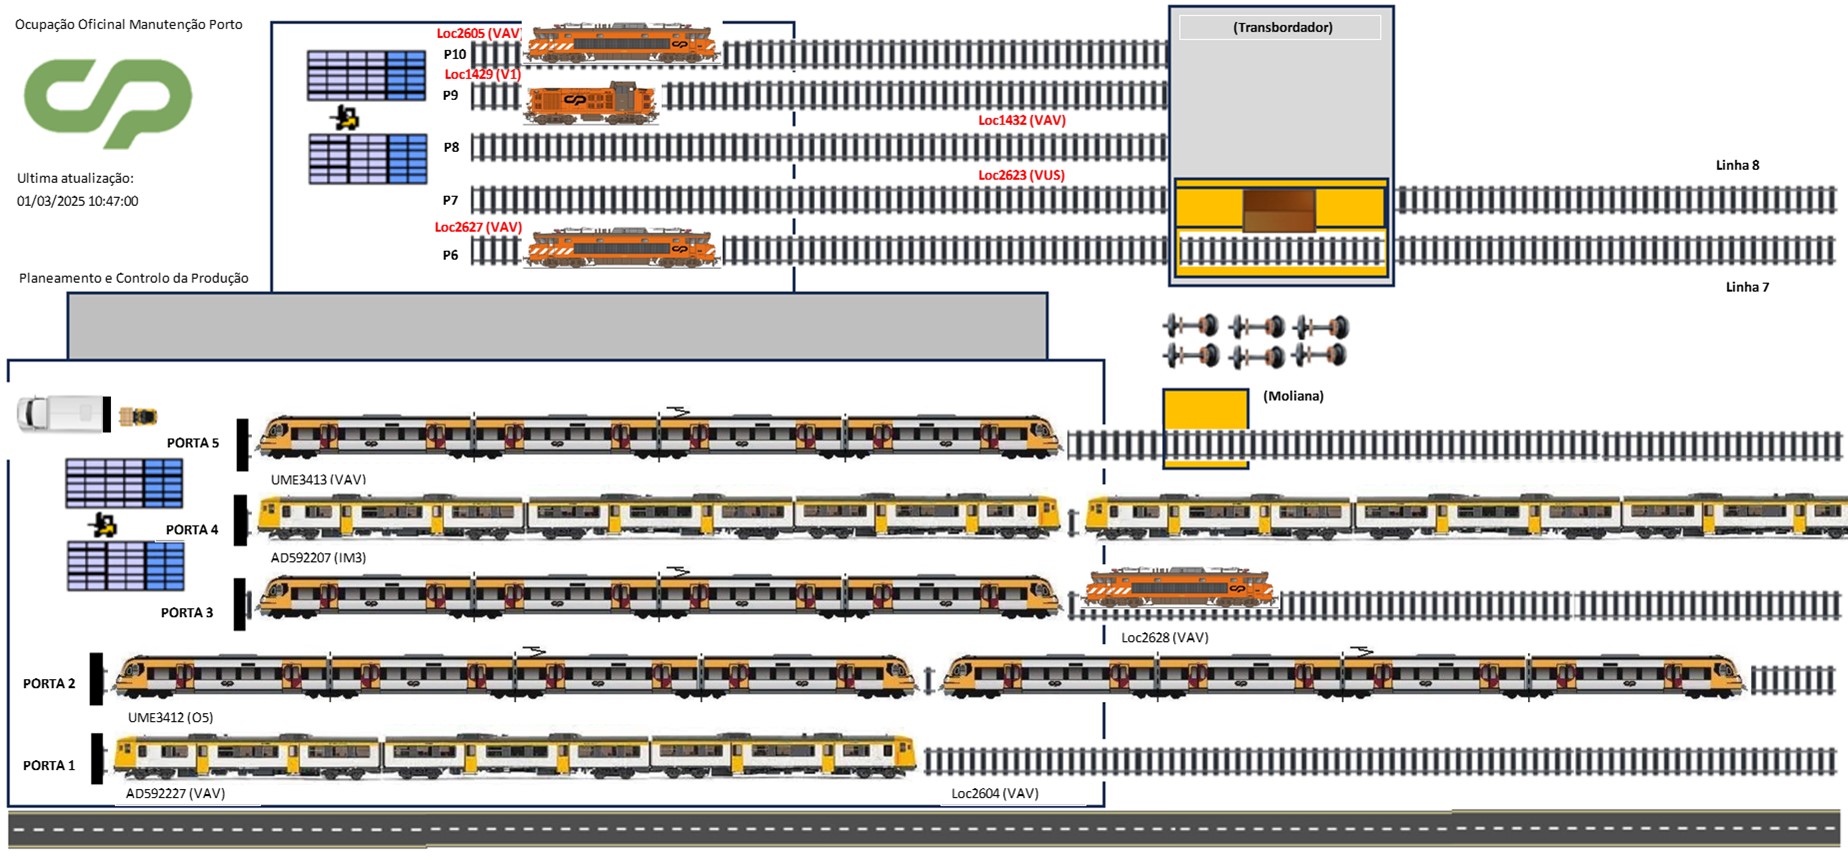 Ocupação Oficinal Manutenção Porto
CP
Ultima atualização:
01/03/2025 10:47:00
Planeamento e Controlo da Produção
Loc2605 (VAV)
P10
Loc1429 (V1)
P9
Loc1432 (VAV)
P8
Loc2623 (VUS)
P7
Loc2627 (VAV)
P6
(Transbordador)
Linha 8
Linha 7
(Moliana)
PORTA 5
UME3413 (VAV)
PORTA 4
AD592207 (IM3)
PORTA 3
Loc2628 (VAV)
PORTA 2
UME3412 (O5)
PORTA 1
AD592227 (VAV)
Loc2604 (VAV)